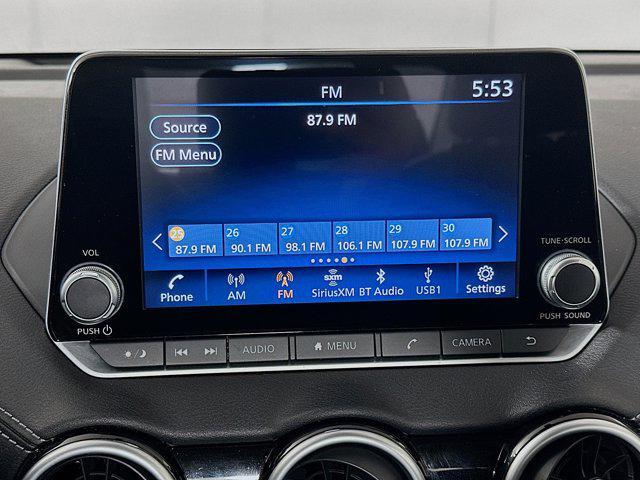 FM 5:53
87.9 FM
Source
FM Menu
25 26 27 28 29 30
87.9 FM 90.1 FM 98.1 FM 106.1 FM 107.9 FM 107.9 FM
VOL
PUSH
TUNE·SCROLL
PUSH SOUND
sxm
Phone AM FM SiriusXM BT Audio USB1 Settings
AUDIO MENU CAMERA